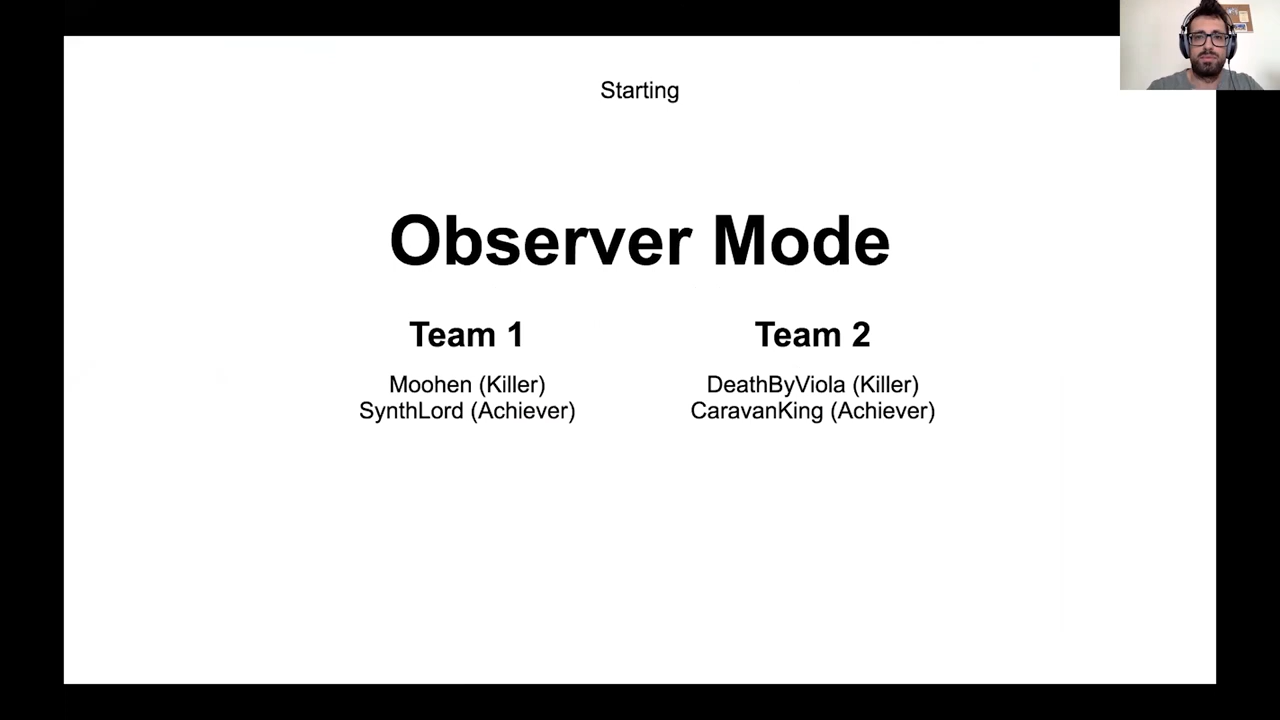 Starting
Observer Mode
Team 1
Team 2
Moohen (Killer)
DeathByViola (Killer)
SynthLord (Achiever)
CaravanKing (Achiever)